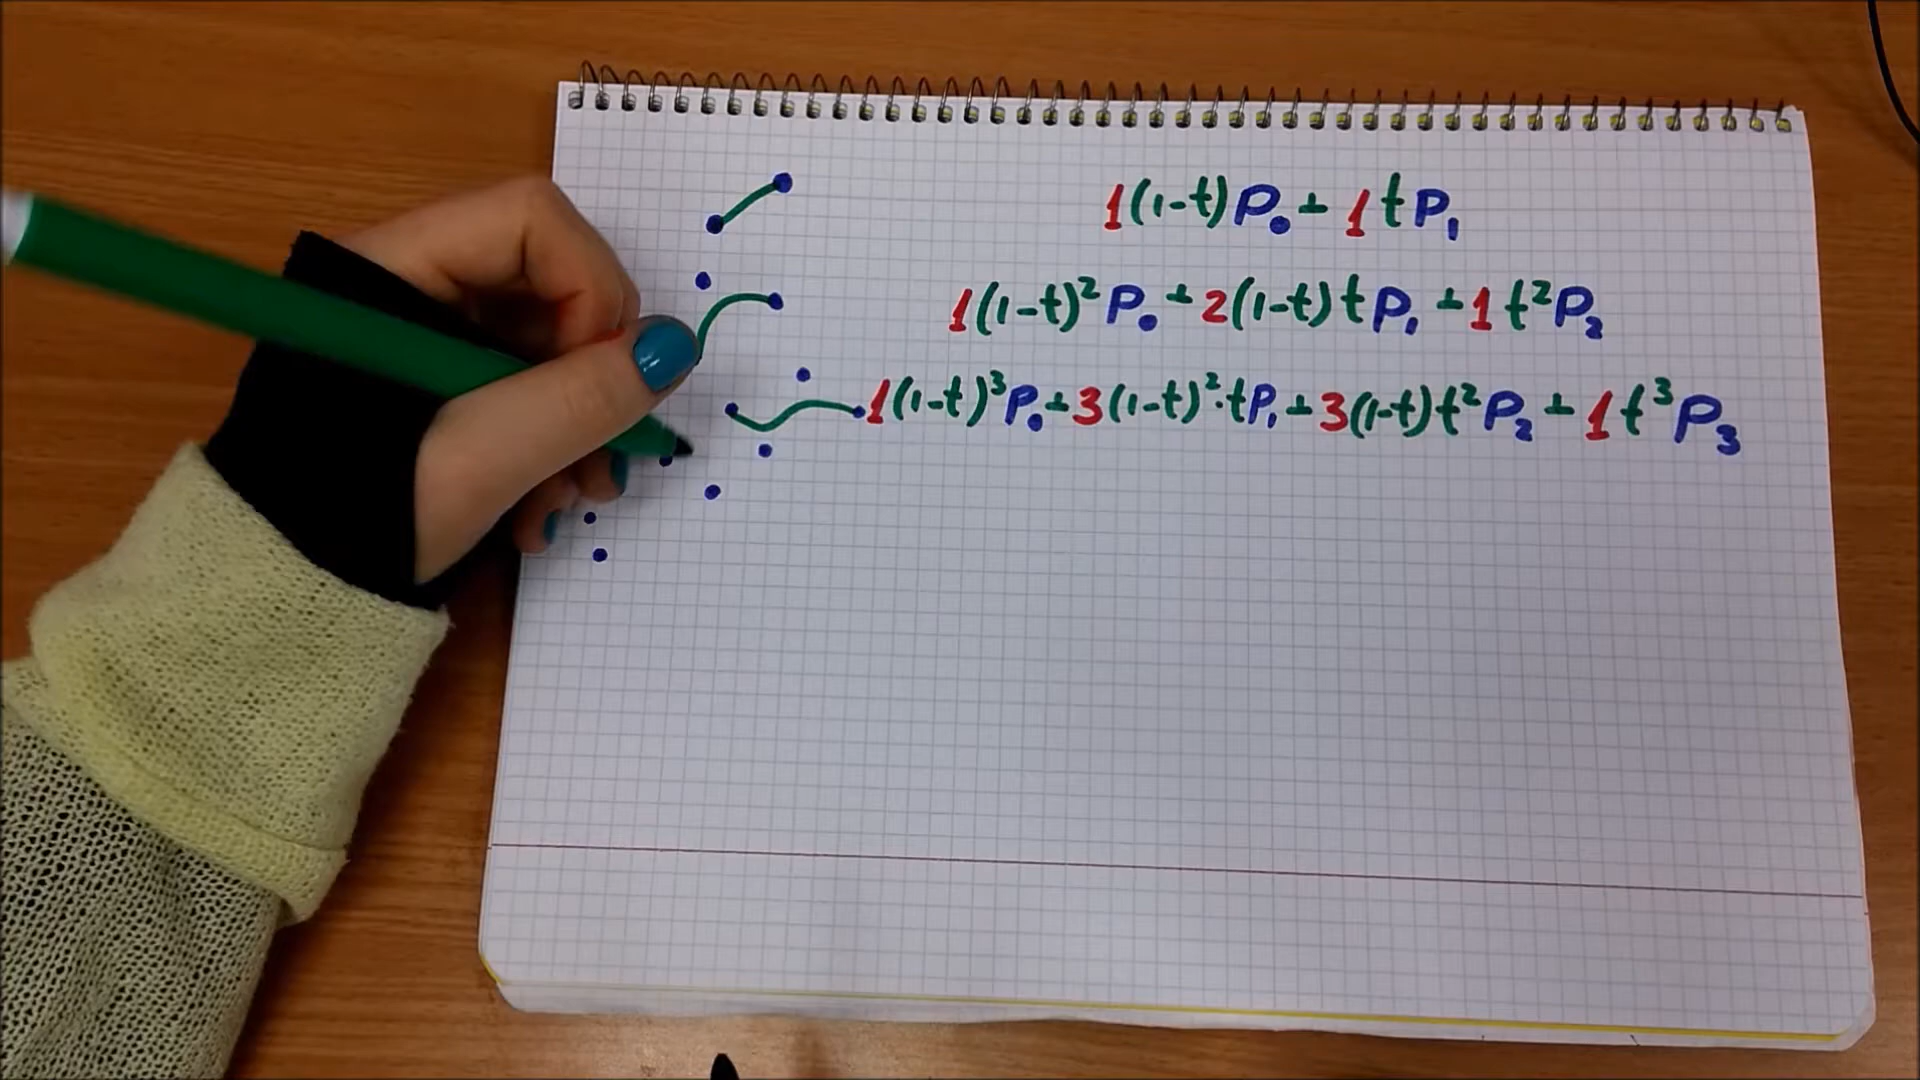 1(1-t)P₀+1tP₁
1(1-t)²P₀+2(1-t)tP₁+1t²P₂
1(1-t)³P₀+3(1-t)²·tP₁+3(1-t)t²P₂+1t³P₃